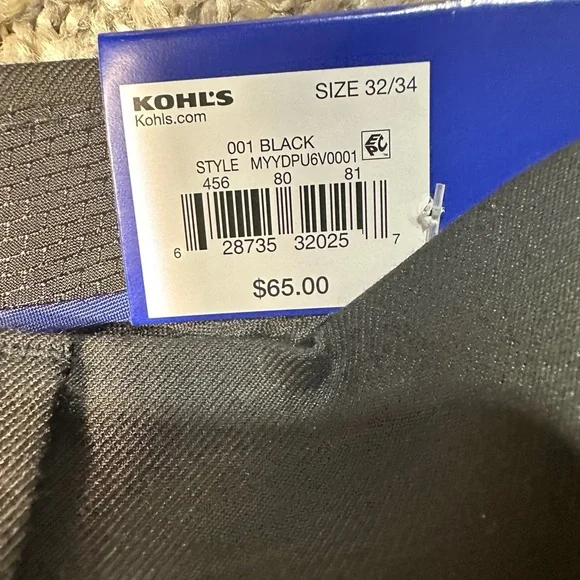 KOHL'S
Kohls.com
SIZE 32/34
001 BLACK
STYLE MYYDPU6V0001
EPC
456 80 81
6 28735 32025 7
$65.00